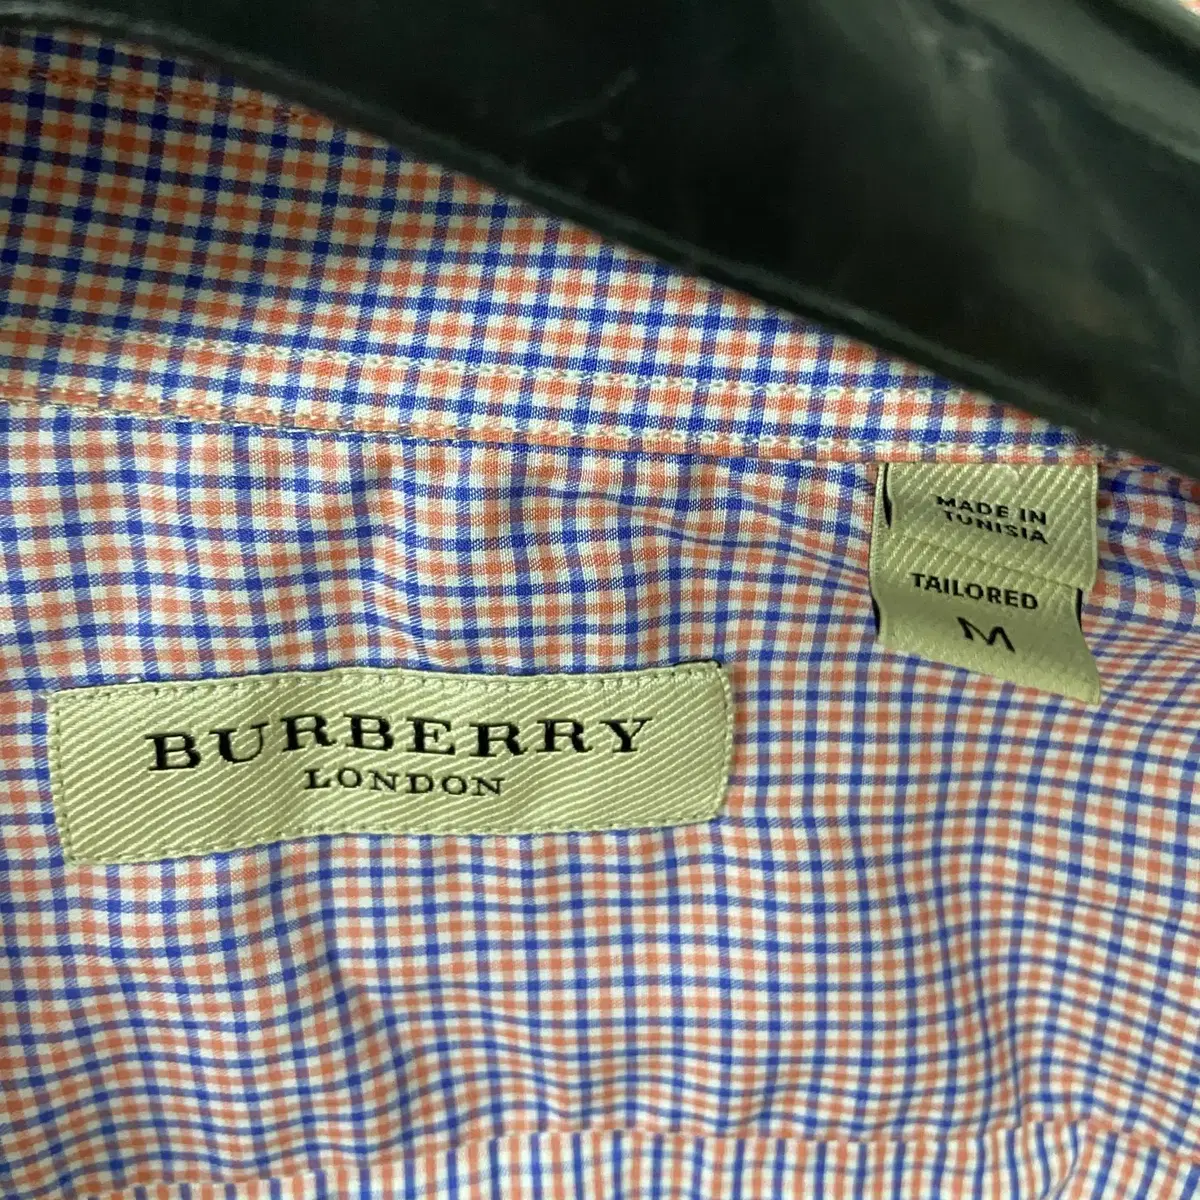 MADE IN
TUNISIA
TAILORED
M
BURBERRY
LONDON